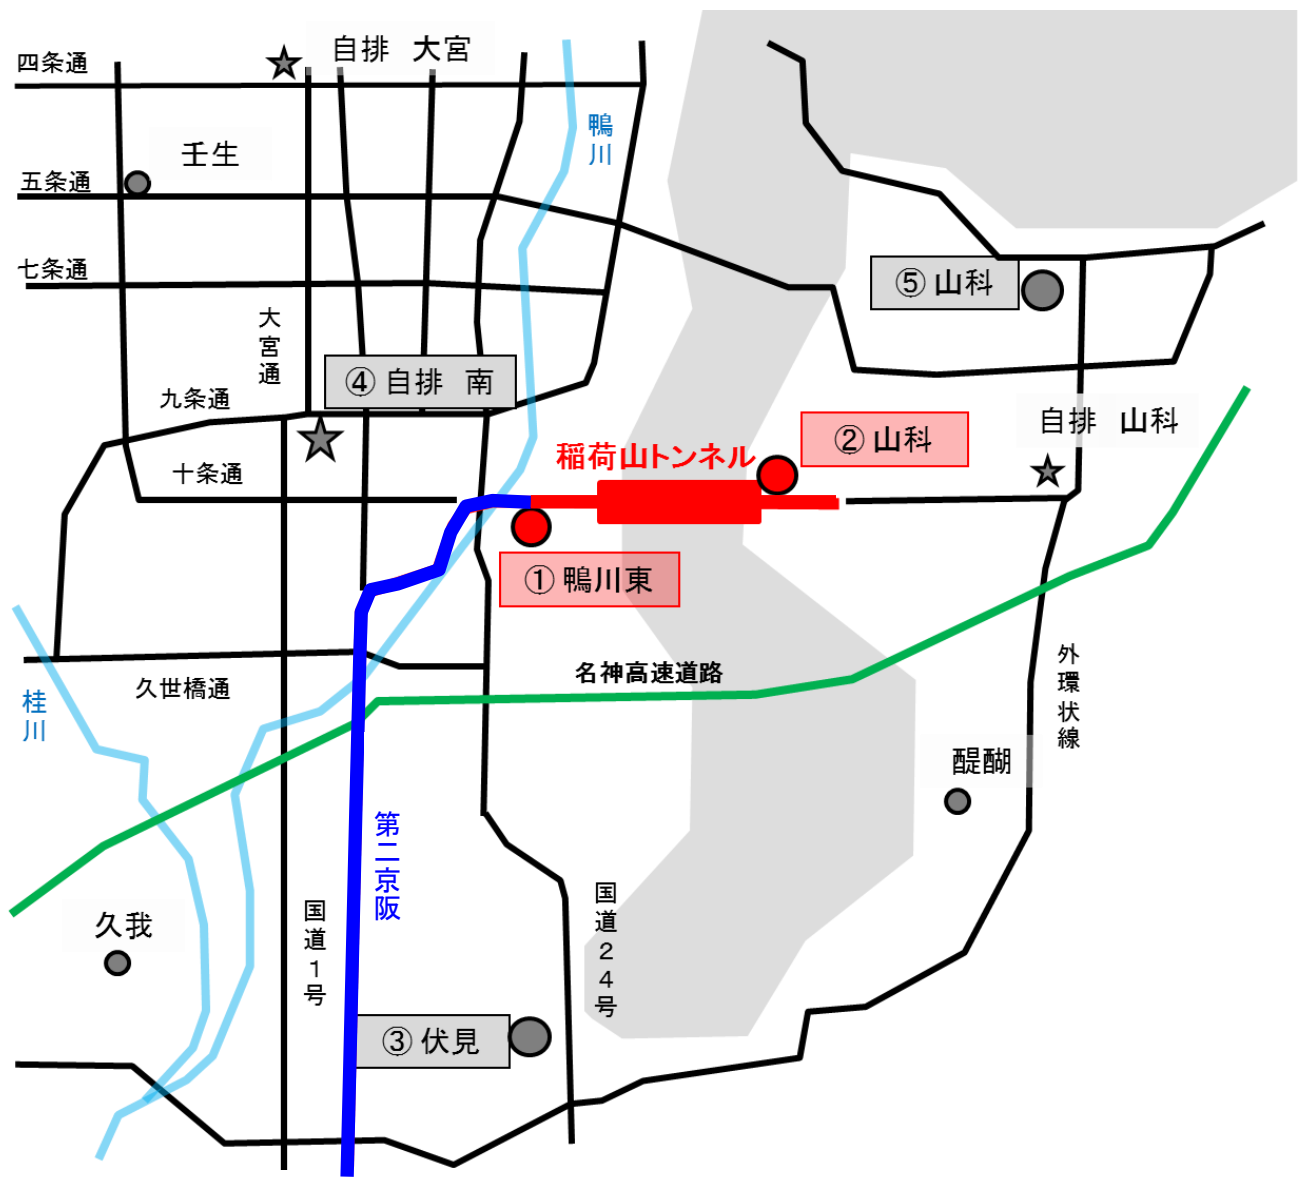 自排　大宮
四条通
鴨川
壬生
五条通
七条通
⑤ 山科
大宮通
④ 自排　南
九条通
② 山科
自排　山科
稲荷山トンネル
十条通
① 鴨川東
外環状線
名神高速道路
久世橋通
桂川
醍醐
第二京阪
国道２４号
国道１号
久我
③ 伏見